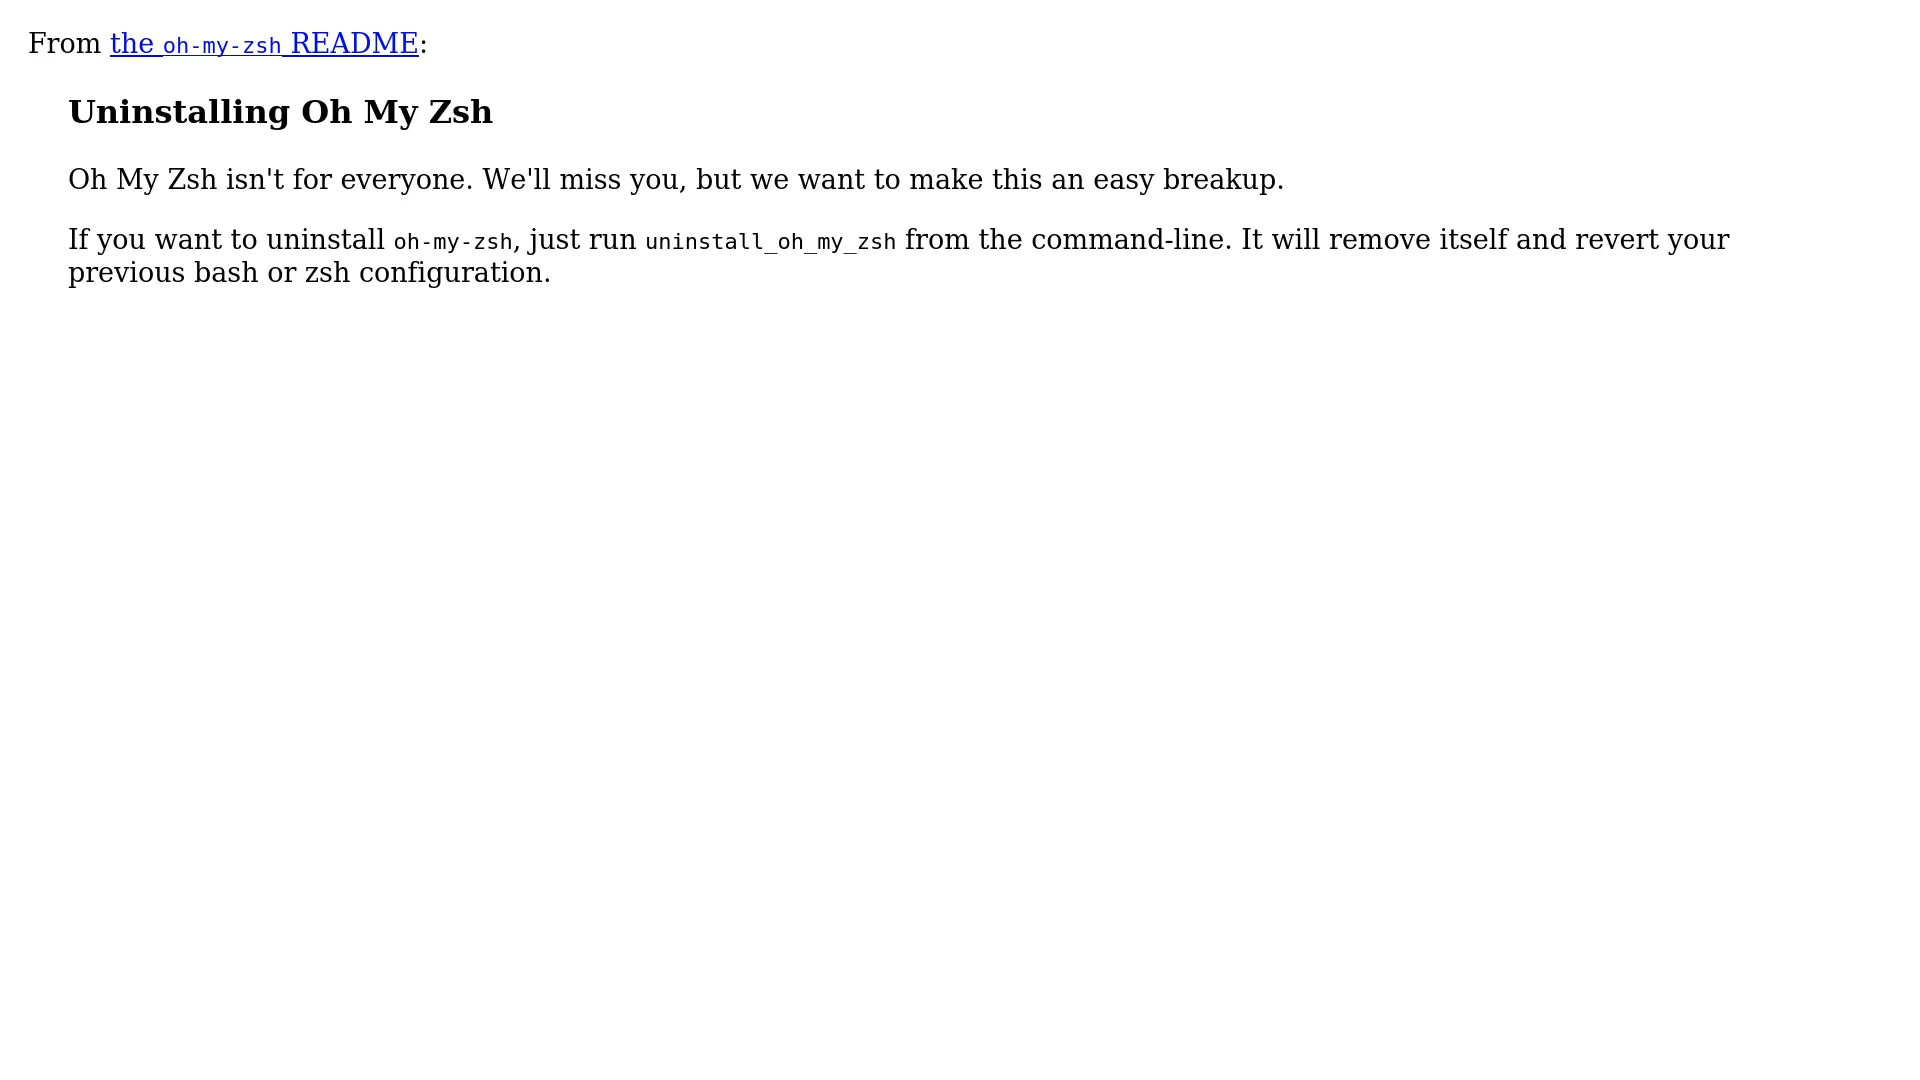 From the oh-my-zsh README:
Uninstalling Oh My Zsh
Oh My Zsh isn't for everyone. We'll miss you, but we want to make this an easy breakup.
If you want to uninstall oh-my-zsh, just run uninstall_oh_my_zsh from the command-line. It will remove itself and revert your
previous bash or zsh configuration.